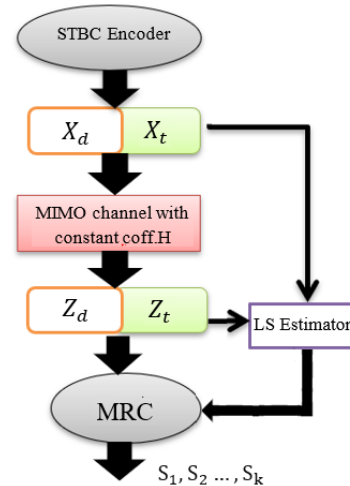 STBC Encoder
X_d X_t
MIMO channel with
constant coff.H
Z_d Z_t
LS Estimator
MRC
S_1, S_2 ..., S_k